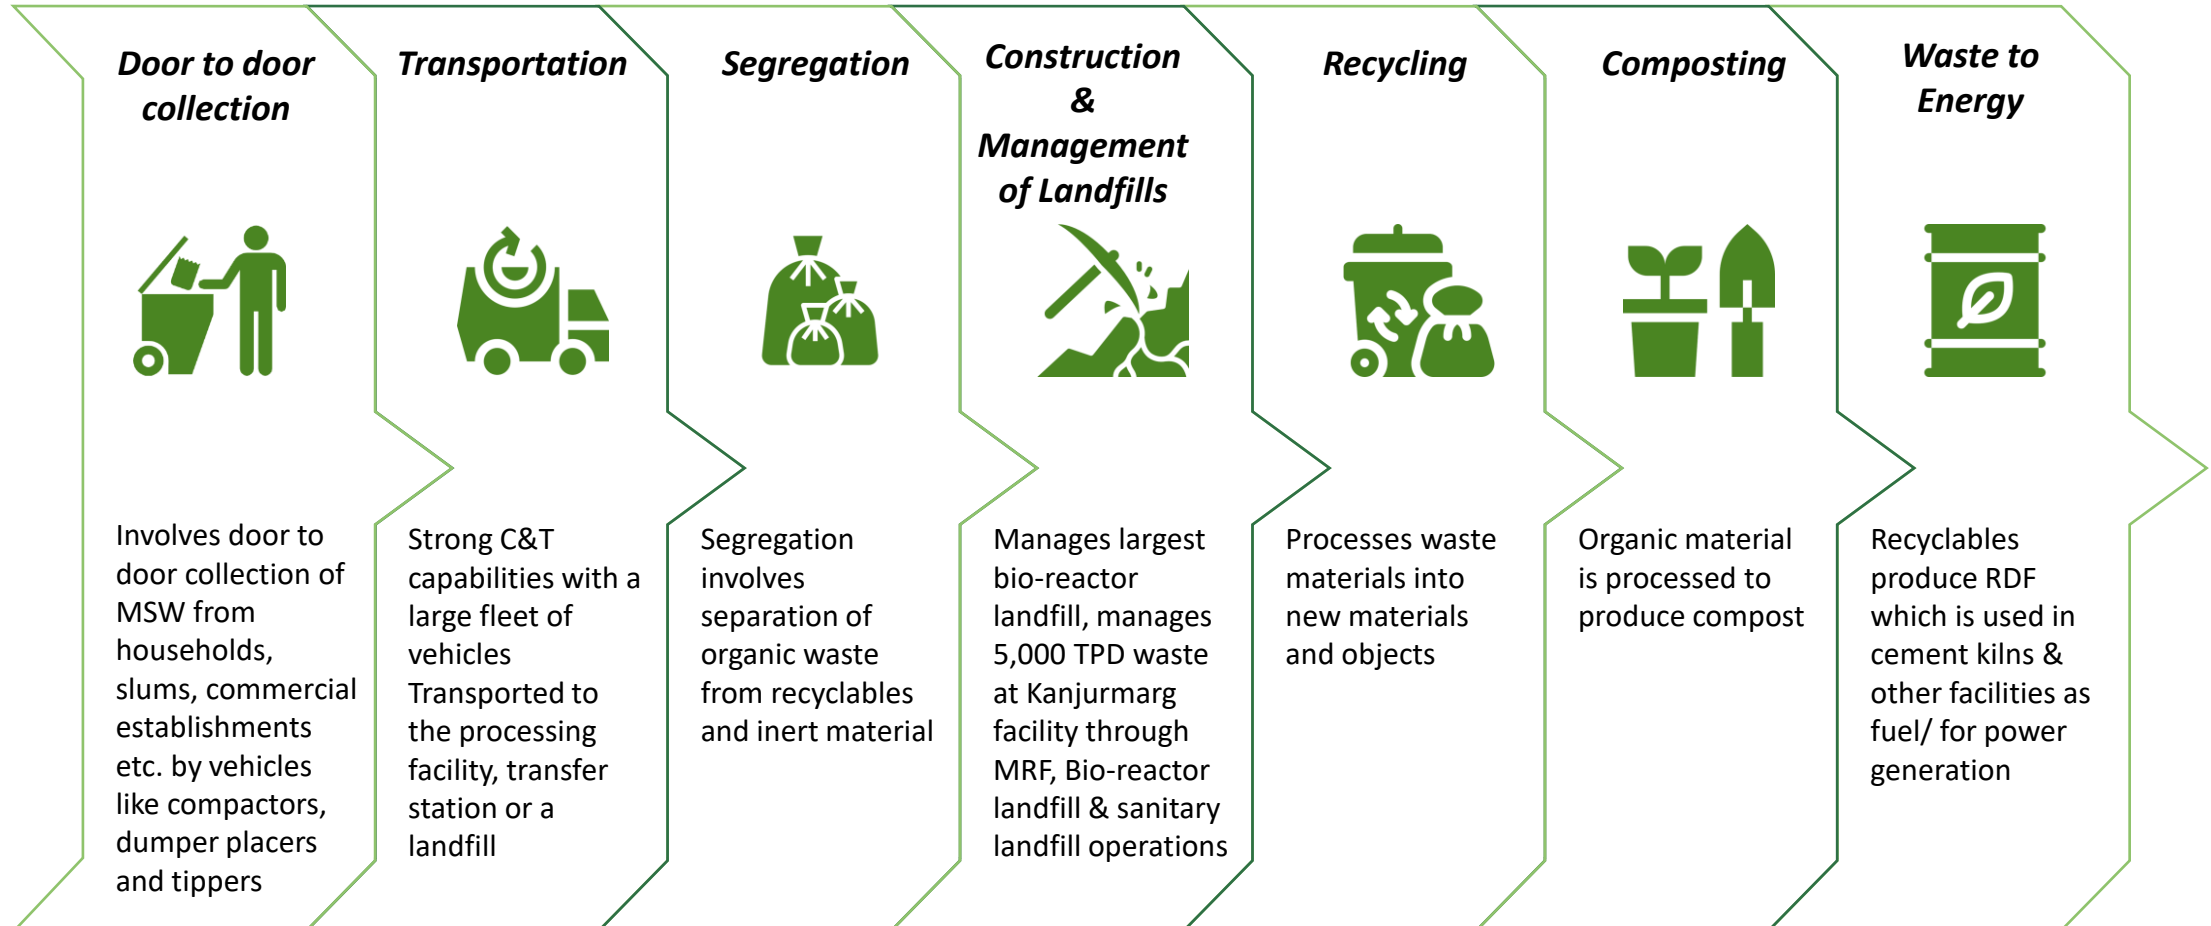 Door to door
collection
Involves door to
door collection of
MSW from
households,
slums, commercial
establishments
etc. by vehicles
like compactors,
dumper placers
and tippers
Transportation
Strong C&T
capabilities with a
large fleet of
vehicles
Transported to
the processing
facility, transfer
station or a
landfill
Segregation
Segregation
involves
separation of
organic waste
from recyclables
and inert material
Construction
&
Management
of Landfills
Manages largest
bio-reactor
landfill, manages
5,000 TPD waste
at Kanjurmarg
facility through
MRF, Bio-reactor
landfill & sanitary
landfill operations
Recycling
Processes waste
materials into
new materials
and objects
Composting
Organic material
is processed to
produce compost
Waste to
Energy
Recyclables
produce RDF
which is used in
cement kilns &
other facilities as
fuel/ for power
generation